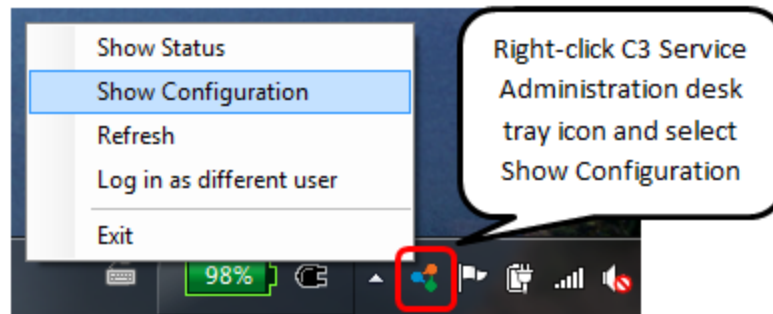 Show Status
Show Configuration
Refresh
Log in as different user
Exit
98%
Right-click C3 Service
Administration desk
tray icon and select
Show Configuration